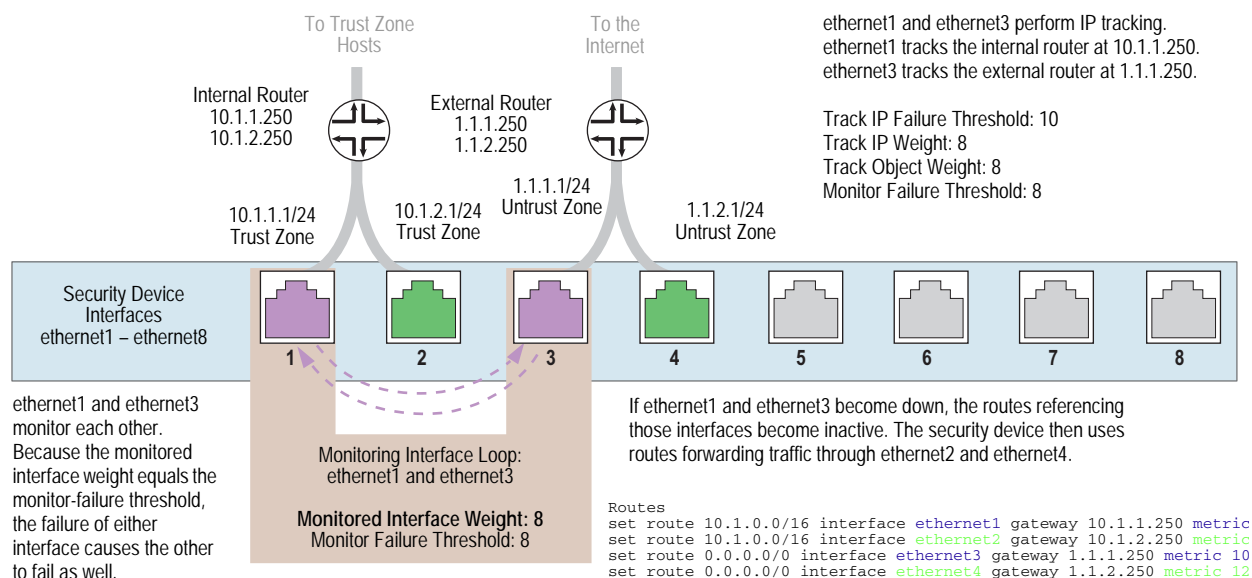 To Trust Zone
Hosts
To the
Internet
ethernet1 and ethernet3 perform IP tracking.
ethernet1 tracks the internal router at 10.1.1.250.
ethernet3 tracks the external router at 1.1.1.250.
Track IP Failure Threshold: 10
Track IP Weight: 8
Track Object Weight: 8
Monitor Failure Threshold: 8
Internal Router
10.1.1.250
10.1.2.250
External Router
1.1.1.250
1.1.2.250
10.1.1.1/24
Trust Zone
10.1.2.1/24
Trust Zone
1.1.1.1/24
Untrust Zone
1.1.2.1/24
Untrust Zone
Security Device
Interfaces
ethernet1 – ethernet8
1
2
3
4
5
6
7
8
ethernet1 and ethernet3
monitor each other.
Because the monitored
interface weight equals the
monitor-failure threshold,
the failure of either
interface causes the other
to fail as well.
Monitoring Interface Loop:
ethernet1 and ethernet3
Monitored Interface Weight: 8
Monitor Failure Threshold: 8
If ethernet1 and ethernet3 become down, the routes referencing
those interfaces become inactive. The security device then uses
routes forwarding traffic through ethernet2 and ethernet4.
Routes
set route 10.1.0.0/16 interface ethernet1 gateway 10.1.1.250 metric
set route 10.1.0.0/16 interface ethernet2 gateway 10.1.2.250 metric
set route 0.0.0.0/0 interface ethernet3 gateway 1.1.1.250 metric 10
set route 0.0.0.0/0 interface ethernet4 gateway 1.1.2.250 metric 12